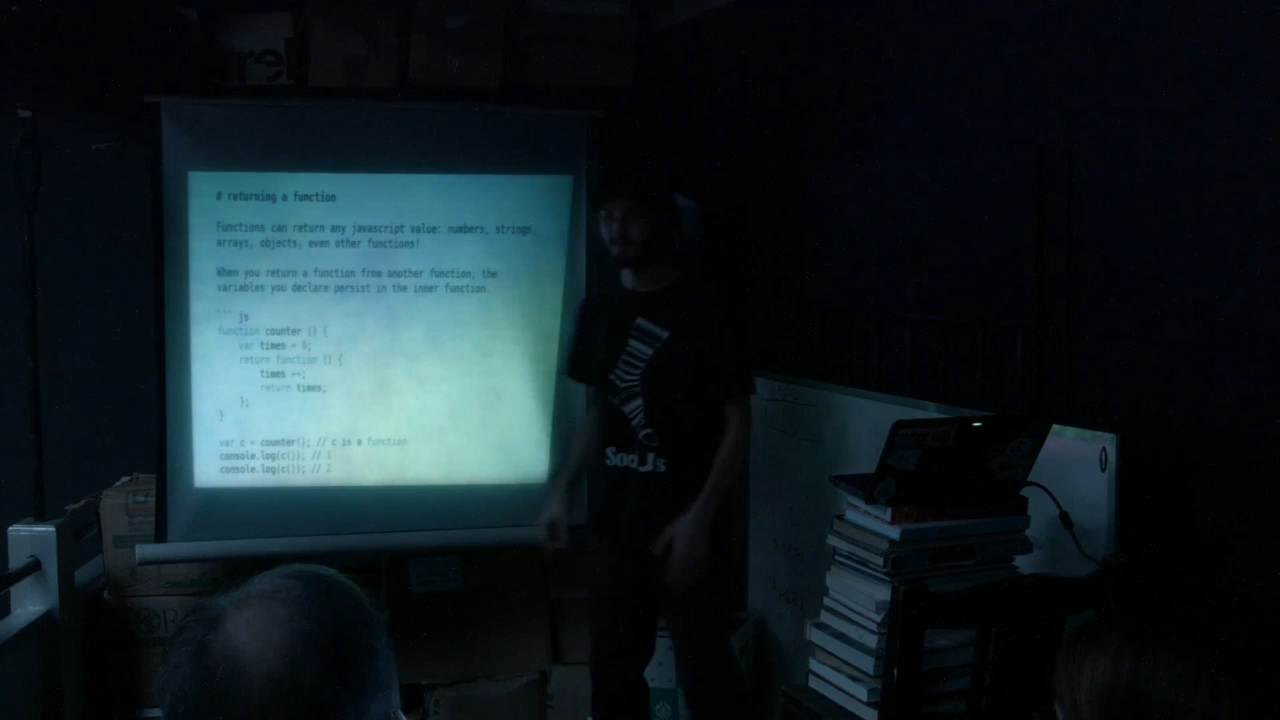 rel
# returning a function
Functions can return any javascript value: numbers, strings,
arrays, objects, even other functions!
When you return a function from another function, the
variables you declare persist in the inner function.
``` js
function counter () {
var times = 0;
return function () {
times ++;
return times;
};
}
var c = counter(); // c is a function
console.log(c()); // 1
console.log(c()); // 2